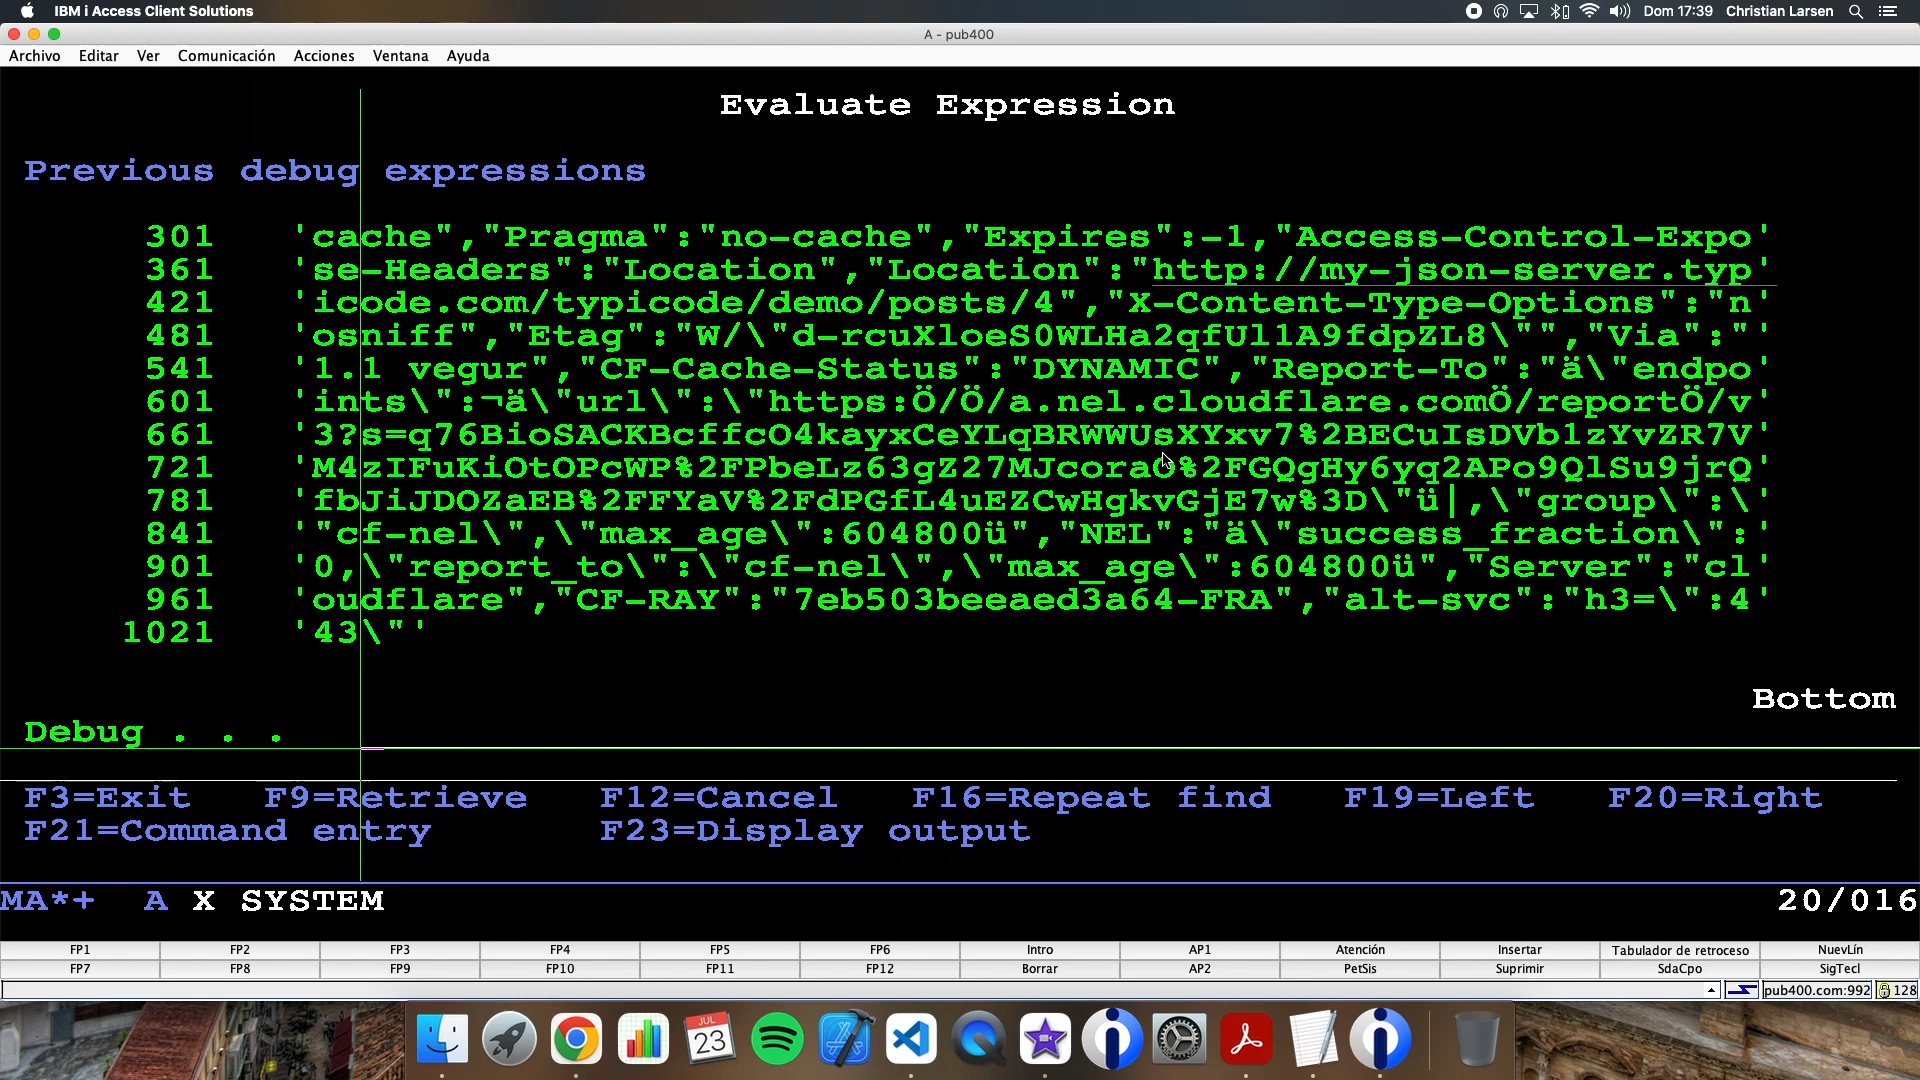 IBM i Access Client Solutions
Dom 17:39 Christian Larsen
A - pub400
Archivo Editar Ver Comunicación Acciones Ventana Ayuda
Evaluate Expression
Previous debug expressions
301 'cache","Pragma":"no-cache","Expires":-1,"Access-Control-Expo'
361 'se-Headers":"Location","Location":"http://my-json-server.typ'
421 'icode.com/typicode/demo/posts/4","X-Content-Type-Options":"n'
481 'osniff","Etag":"W/\"d-rcuXloeS0WLHa2qfUl1A9fdpZL8\"","Via":"'
541 '1.1 vegur","CF-Cache-Status":"DYNAMIC","Report-To":"ä\"endpo'
601 'ints\":¬ä\"url\":\"https:Ö/Ö/a.nel.cloudflare.comÖ/reportÖ/v'
661 '3?s=q76BioSACKBcffcO4kayxCeYLqBRWWUsXYxv7%2BECuIsDVb1zYvZR7V'
721 'M4zIFuKiOtOPcWP%2FPbeLz63gZ27MJcoraO%2FGQgHy6yq2APo9QlSu9jrQ'
781 'fbJiJDOZaEB%2FFYaV%2FdPGfL4uEZCwHgkvGjE7w%3D\"ü|,\"group\":\'
841 '"cf-nel\",\"max_age\":604800ü","NEL":"ä\"success_fraction\":'
901 '0,\"report_to\":\"cf-nel\",\"max_age\":604800ü","Server":"cl'
961 'oudflare","CF-RAY":"7eb503beeaed3a64-FRA","alt-svc":"h3=\":4'
1021 '43\"'
Bottom
Debug . . .
F3=Exit F9=Retrieve F12=Cancel F16=Repeat find F19=Left F20=Right
F21=Command entry F23=Display output
MA*+ A X SYSTEM 20/016
FP1 FP2 FP3 FP4 FP5 FP6 Intro AP1 Atención Insertar Tabulador de retroceso NuevLín
FP7 FP8 FP9 FP10 FP11 FP12 Borrar AP2 PetSis Suprimir SdaCpo SigTecl
pub400.com:992 128
JUL
23